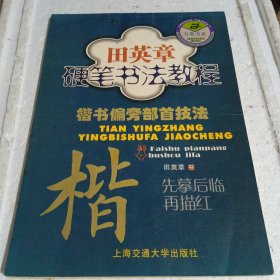 田英章
硬笔书法教程
楷书偏旁部首技法
TIAN YINGZHANG
YINGBISHUFA JIAOCHENG
Kaishu pianpang
bushou jifa
楷
田英章 书
先摹后临
再描红
上海交通大学出版社